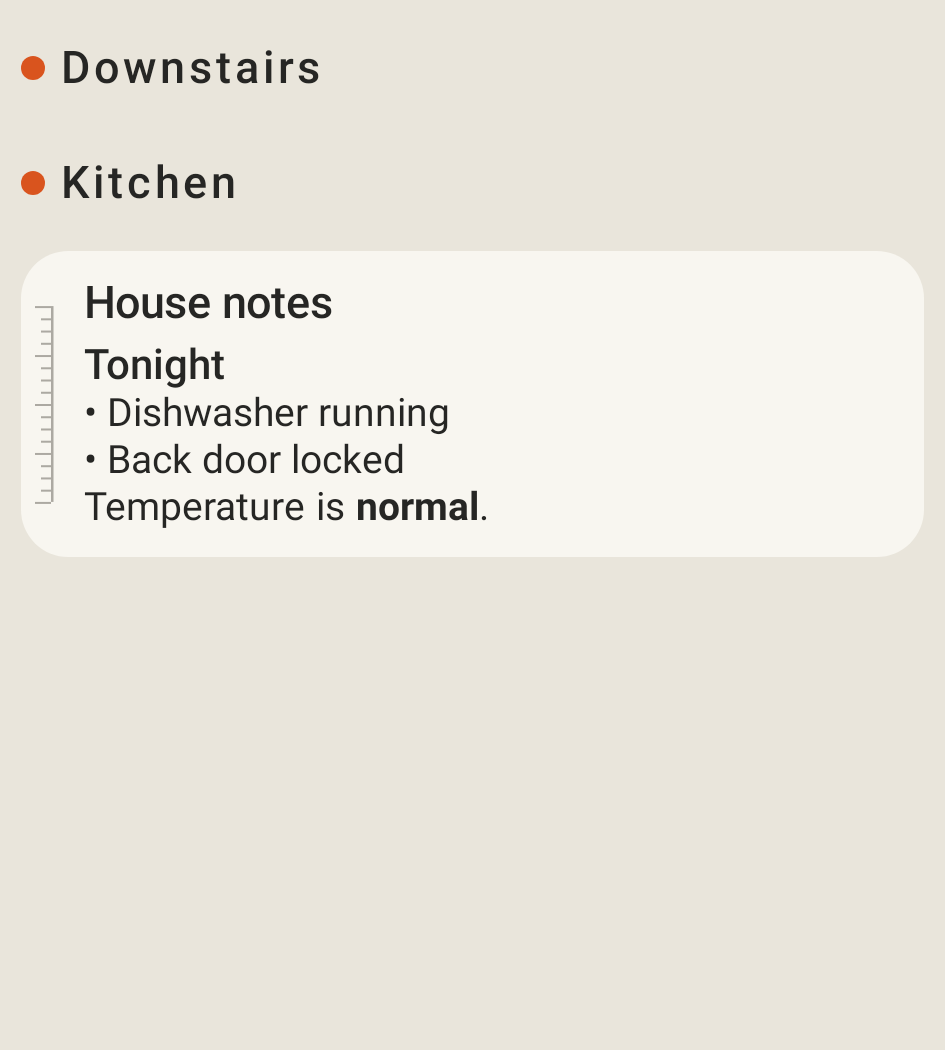 Downstairs
Kitchen
House notes
Tonight
• Dishwasher running
• Back door locked
Temperature is normal.